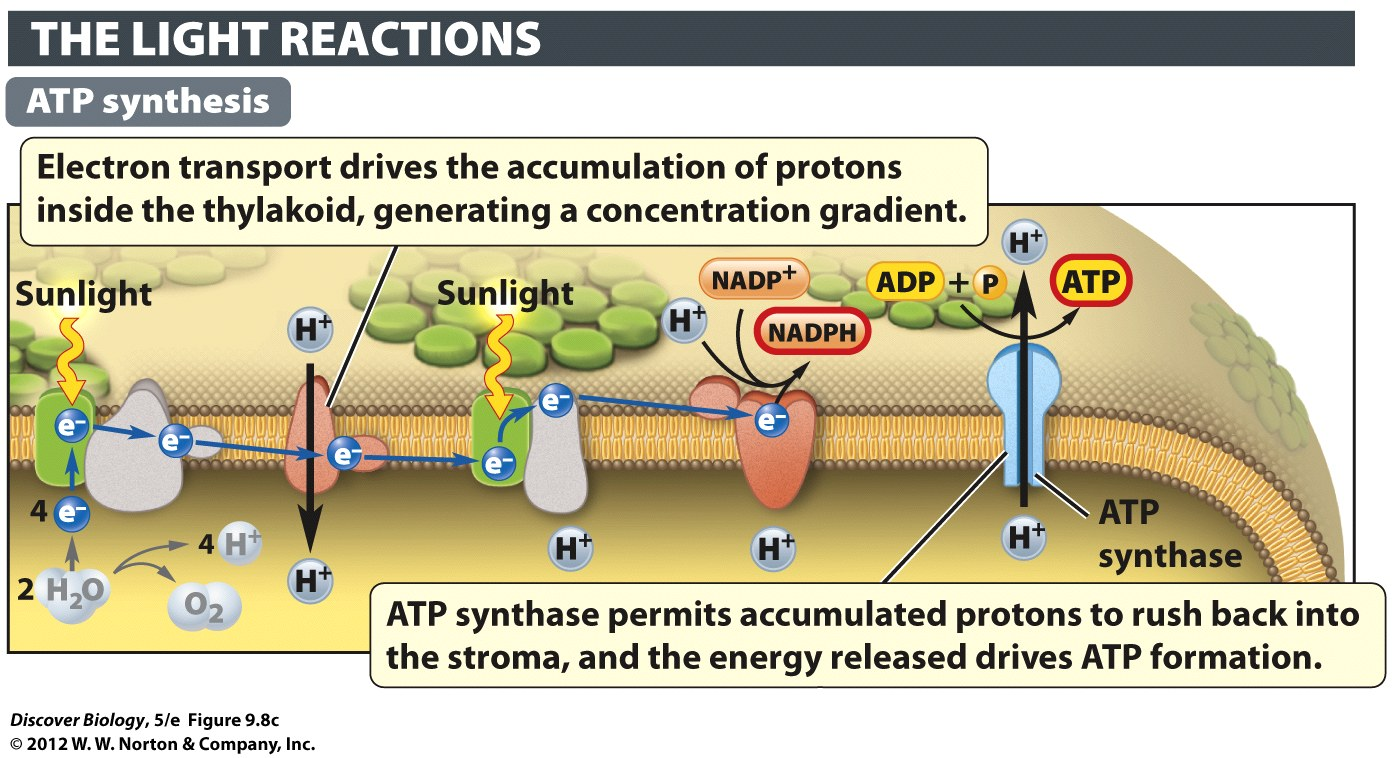 THE LIGHT REACTIONS
ATP synthesis
Electron transport drives the accumulation of protons
inside the thylakoid, generating a concentration gradient.
Sunlight
H⁺
Sunlight
H⁺
NADP⁺
NADPH
ADP + P
H⁺
ATP
e⁻
e⁻
e⁻
e⁻
e⁻
e⁻
4 e⁻
2 H₂O
4 H⁺
O₂
H⁺
H⁺
H⁺
H⁺
ATP
synthase
ATP synthase permits accumulated protons to rush back into
the stroma, and the energy released drives ATP formation.
Discover Biology, 5/e Figure 9.8c
© 2012 W. W. Norton & Company, Inc.